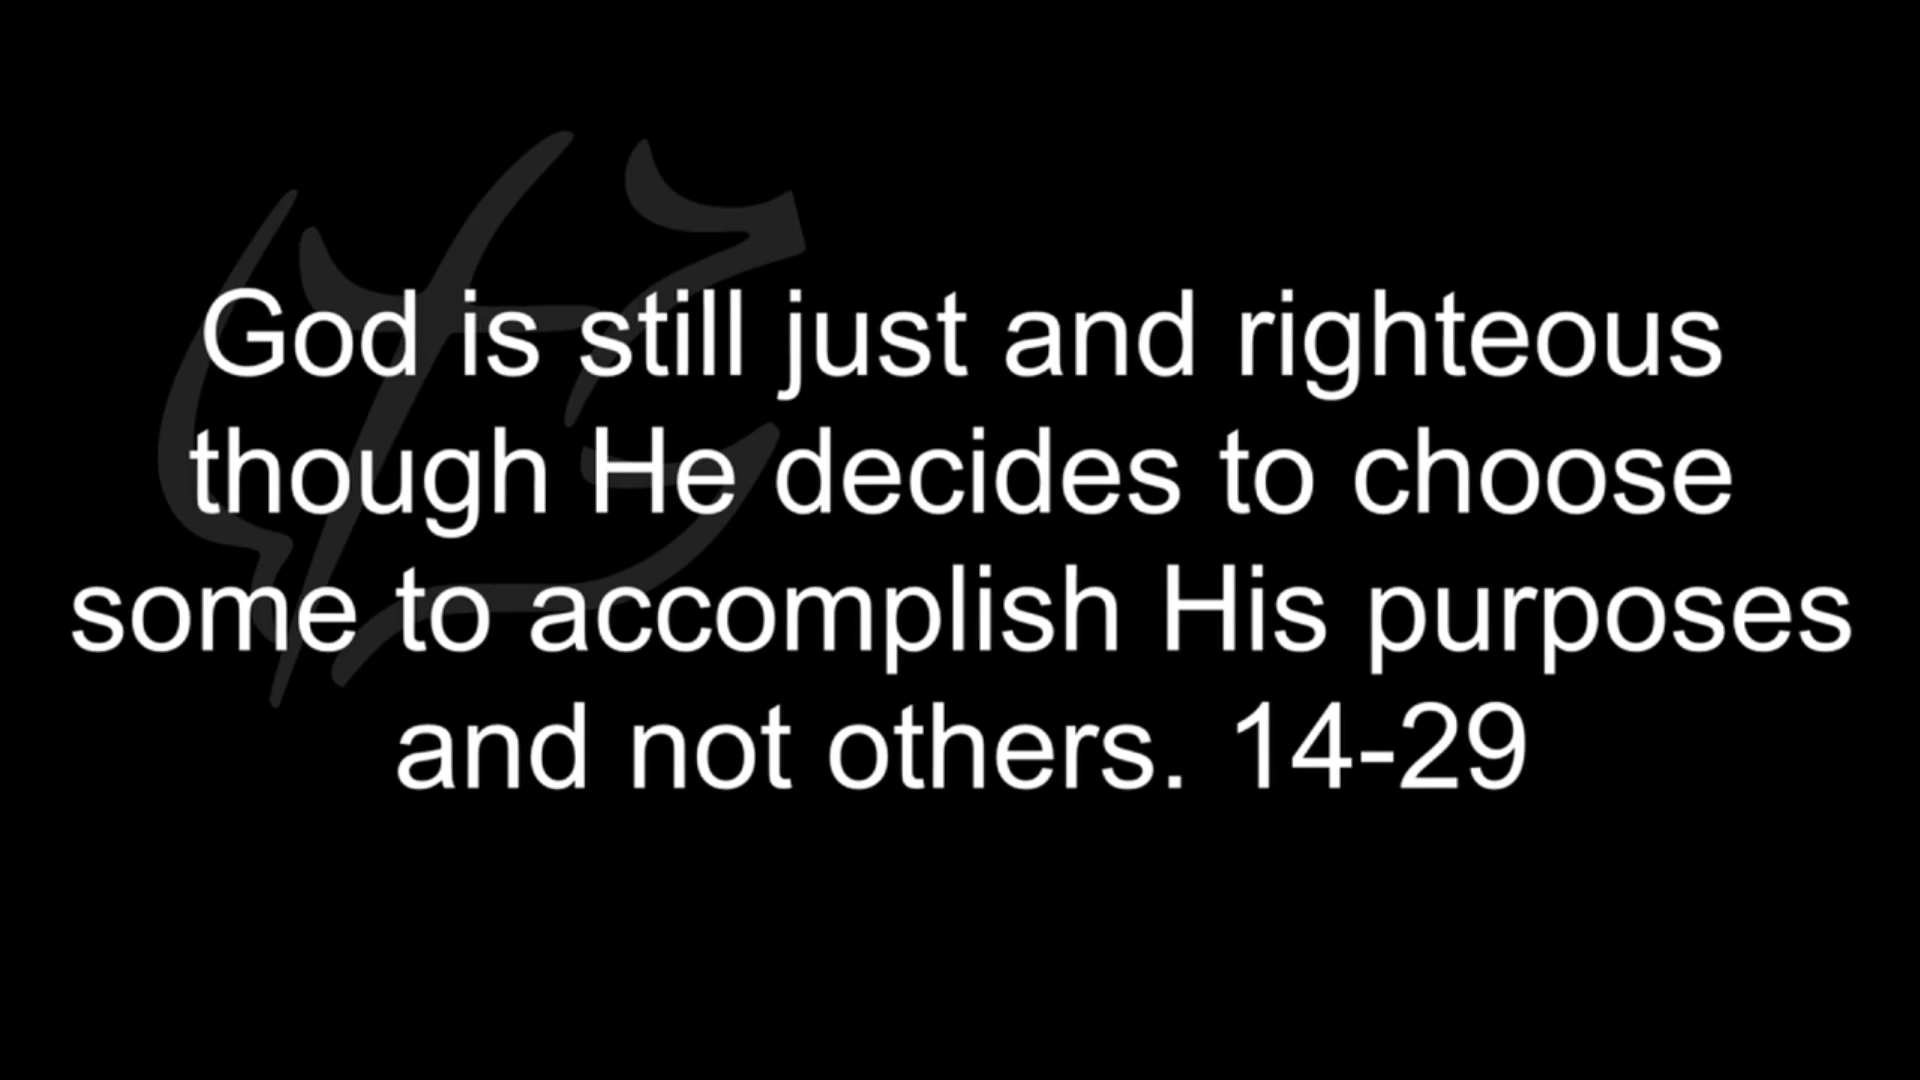 God is still just and righteous
though He decides to choose
some to accomplish His purposes
and not others. 14-29